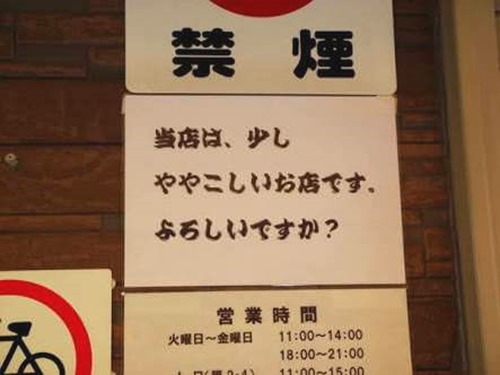 禁煙
当店は、少し
ややこしいお店です。
よろしいですか？
営業時間
火曜日～金曜日 11:00～14:00
18:00～21:00
11:00～15:00